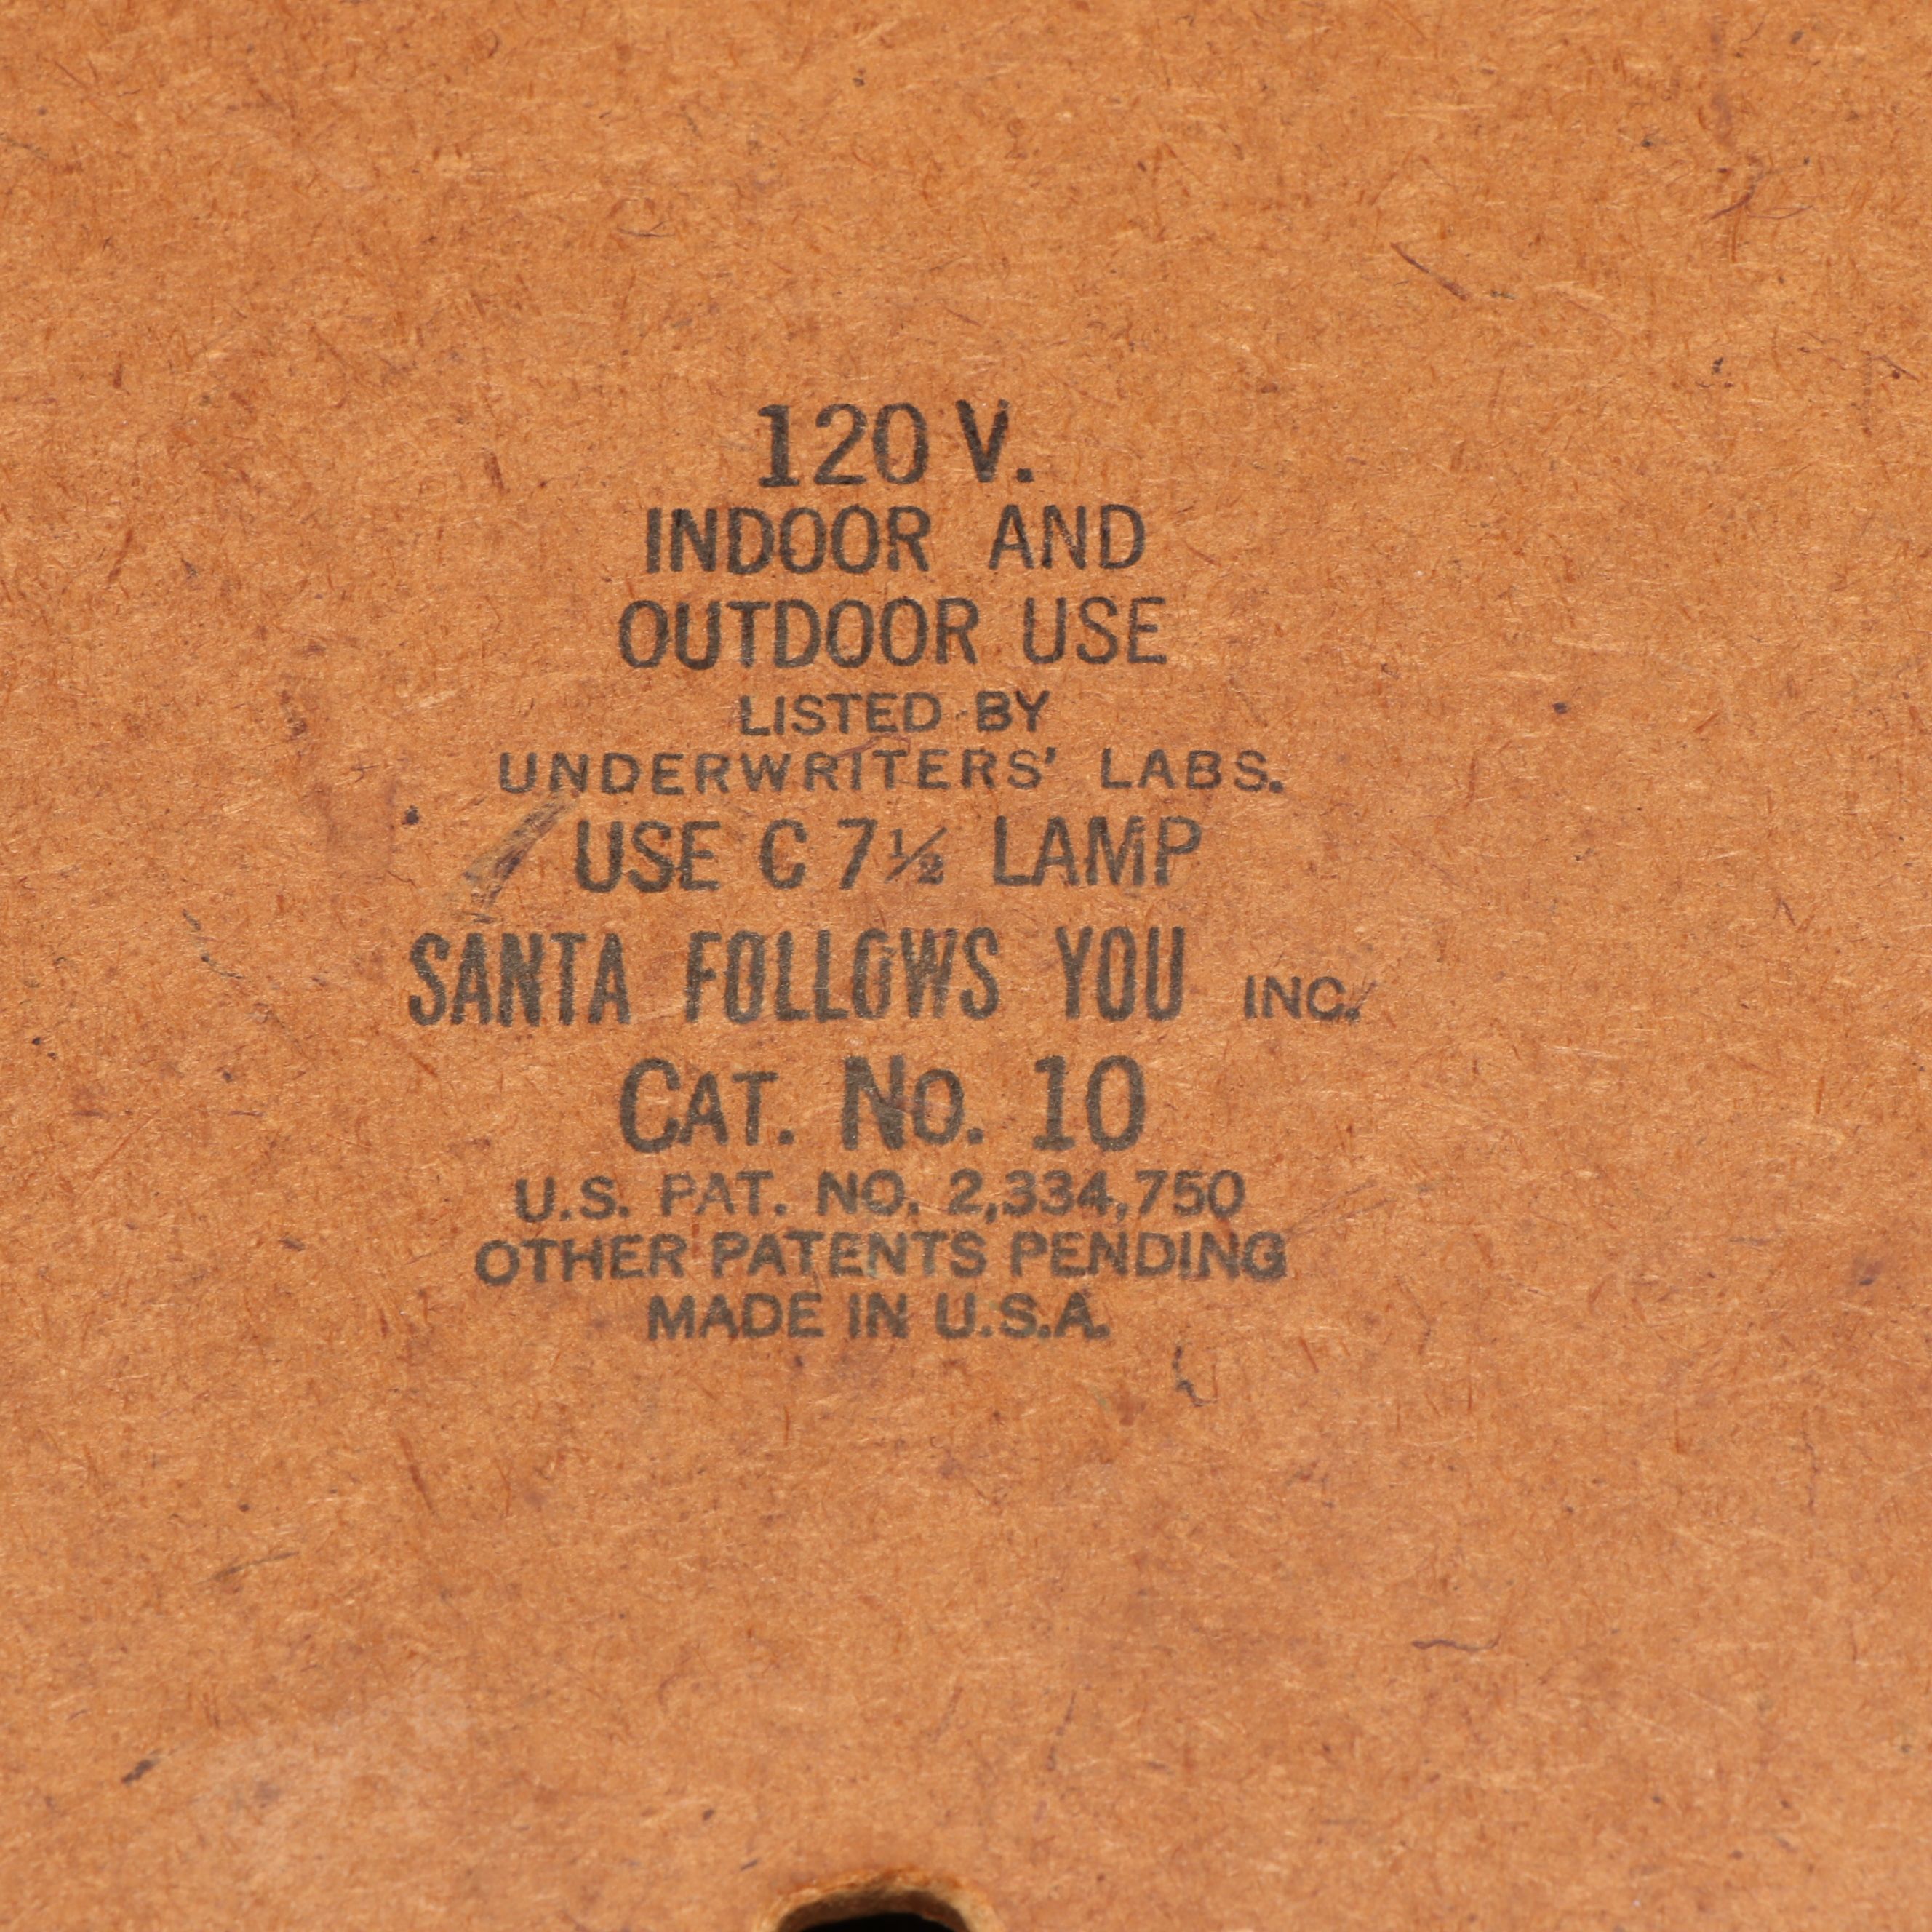 120 V.
INDOOR AND
OUTDOOR USE
LISTED BY
UNDERWRITERS' LABS.
USE C 7½ LAMP
SANTA FOLLOWS YOU INC.
CAT. NO. 10
U.S. PAT. NO. 2,334,750
OTHER PATENTS PENDING
MADE IN U.S.A.